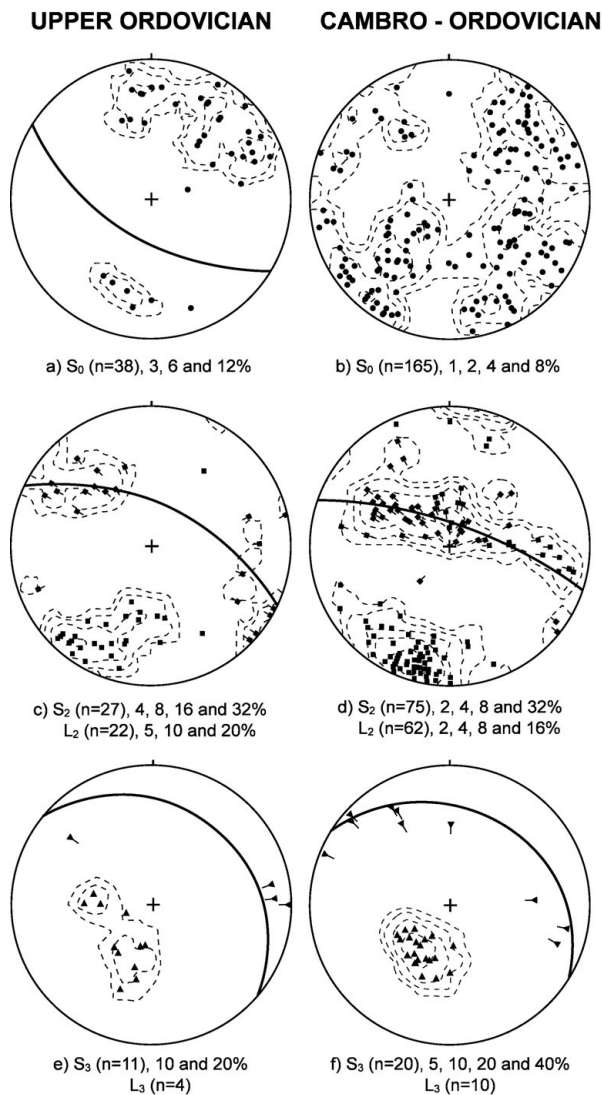 UPPER ORDOVICIAN
CAMBRO - ORDOVICIAN
a) S₀ (n=38), 3, 6 and 12%
b) S₀ (n=165), 1, 2, 4 and 8%
c) S₂ (n=27), 4, 8, 16 and 32%
L₂ (n=22), 5, 10 and 20%
d) S₂ (n=75), 2, 4, 8 and 32%
L₂ (n=62), 2, 4, 8 and 16%
e) S₃ (n=11), 10 and 20%
L₃ (n=4)
f) S₃ (n=20), 5, 10, 20 and 40%
L₃ (n=10)